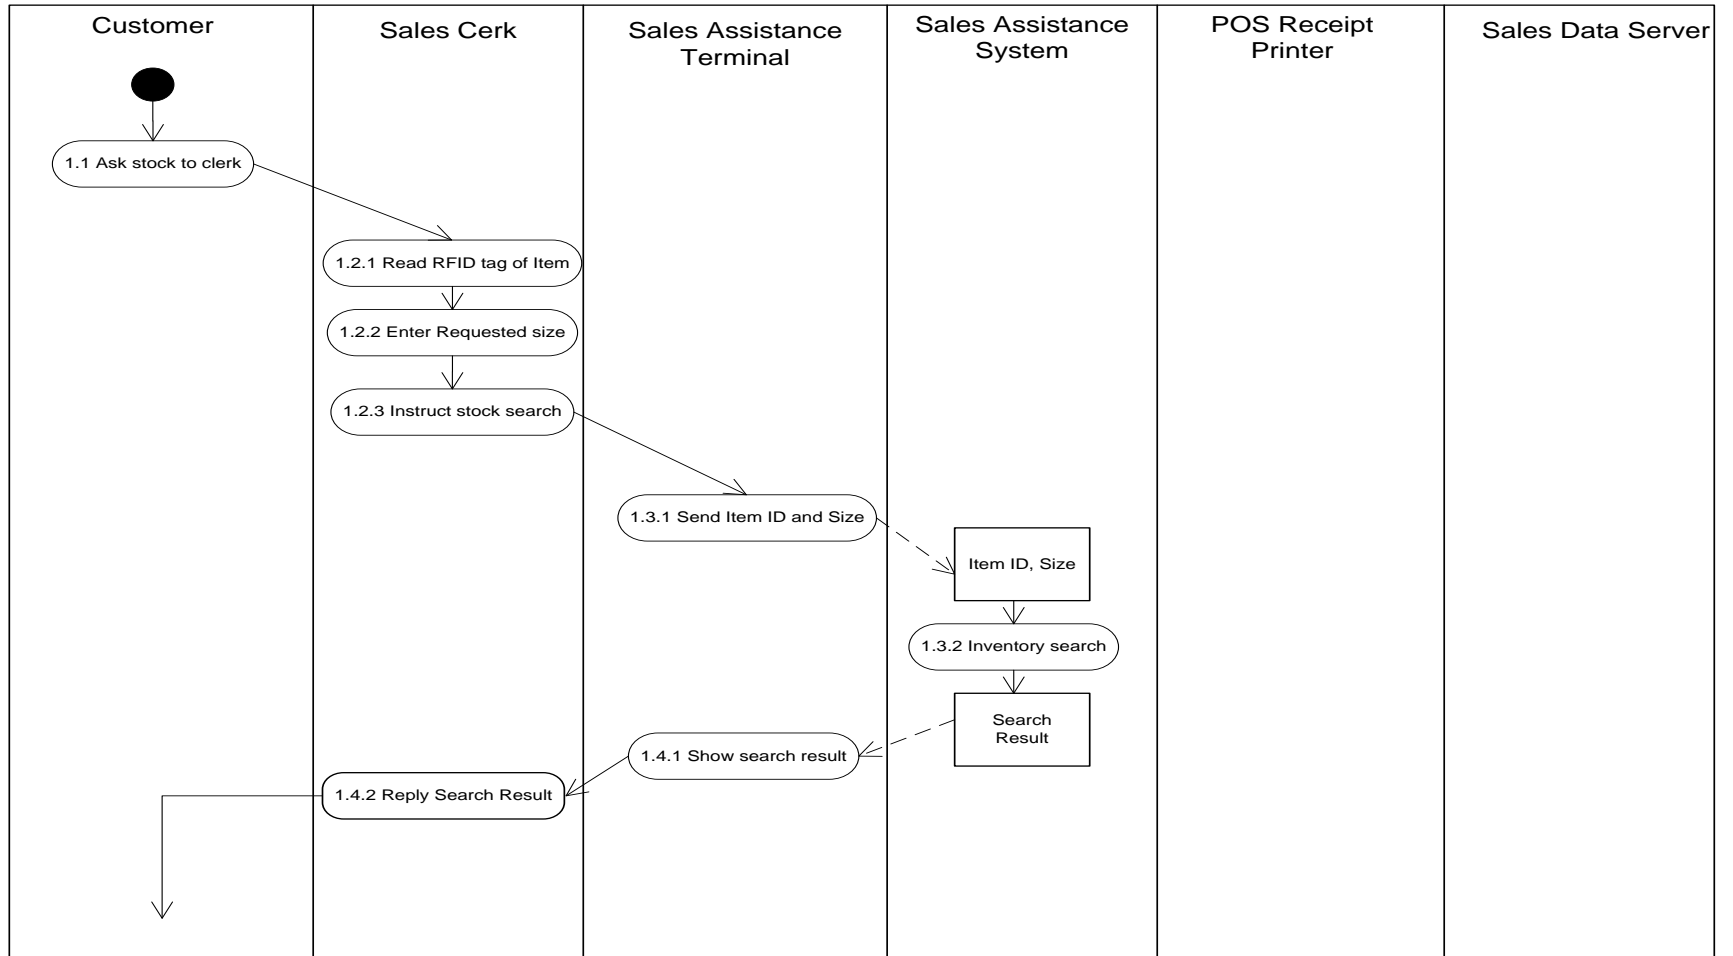 Customer
Sales Cerk
Sales Assistance
Terminal
Sales Assistance
System
POS Receipt
Printer
Sales Data Server
1.1 Ask stock to clerk
1.2.1 Read RFID tag of Item
1.2.2 Enter Requested size
1.2.3 Instruct stock search
1.3.1 Send Item ID and Size
Item ID, Size
1.3.2 Inventory search
Search
Result
1.4.1 Show search result
1.4.2 Reply Search Result